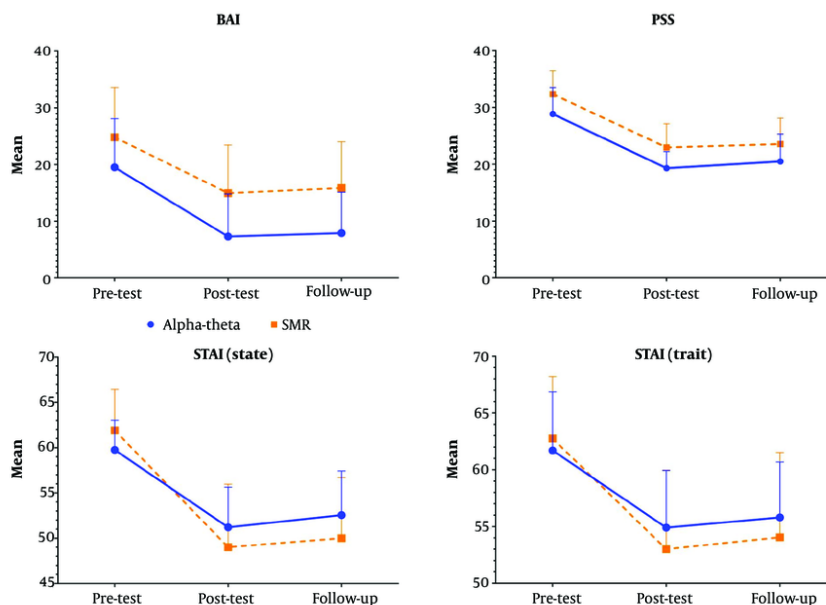 BAI
Mean
40
30
20
10
0
Pre-test Post-test Follow-up
PSS
Mean
40
30
20
10
0
Pre-test Post-test Follow-up
Alpha-theta SMR
STAI (state)
Mean
70
65
60
55
50
45
Pre-test Post-test Follow-up
STAI (trait)
Mean
70
65
60
55
50
Pre-test Post-test Follow-up